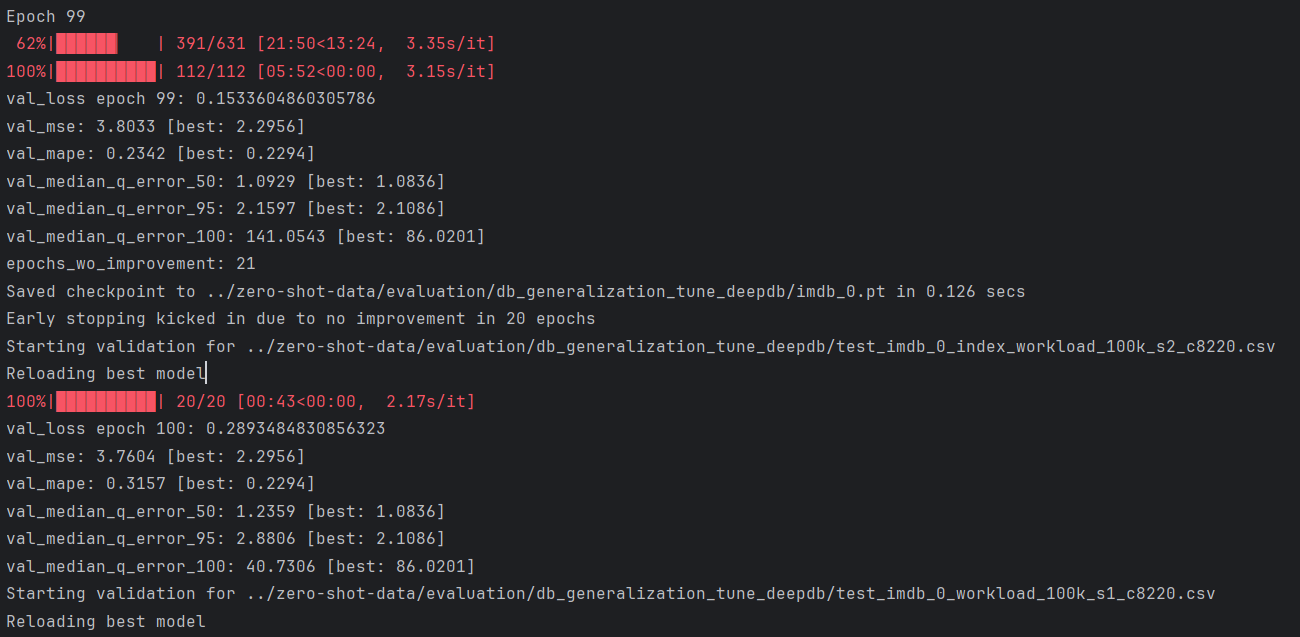 Epoch 99
62%|██████    | 391/631 [21:50<13:24,  3.35s/it]
100%|██████████| 112/112 [05:52<00:00,  3.15s/it]
val_loss epoch 99: 0.1533604860305786
val_mse: 3.8033 [best: 2.2956]
val_mape: 0.2342 [best: 0.2294]
val_median_q_error_50: 1.0929 [best: 1.0836]
val_median_q_error_95: 2.1597 [best: 2.1086]
val_median_q_error_100: 141.0543 [best: 86.0201]
epochs_wo_improvement: 21
Saved checkpoint to ../zero-shot-data/evaluation/db_generalization_tune_deepdb/imdb_0.pt in 0.126 secs
Early stopping kicked in due to no improvement in 20 epochs
Starting validation for ../zero-shot-data/evaluation/db_generalization_tune_deepdb/test_imdb_0_index_workload_100k_s2_c8220.csv
Reloading best model
100%|██████████| 20/20 [00:43<00:00,  2.17s/it]
val_loss epoch 100: 0.2893484830856323
val_mse: 3.7604 [best: 2.2956]
val_mape: 0.3157 [best: 0.2294]
val_median_q_error_50: 1.2359 [best: 1.0836]
val_median_q_error_95: 2.8806 [best: 2.1086]
val_median_q_error_100: 40.7306 [best: 86.0201]
Starting validation for ../zero-shot-data/evaluation/db_generalization_tune_deepdb/test_imdb_0_workload_100k_s1_c8220.csv
Reloading best model